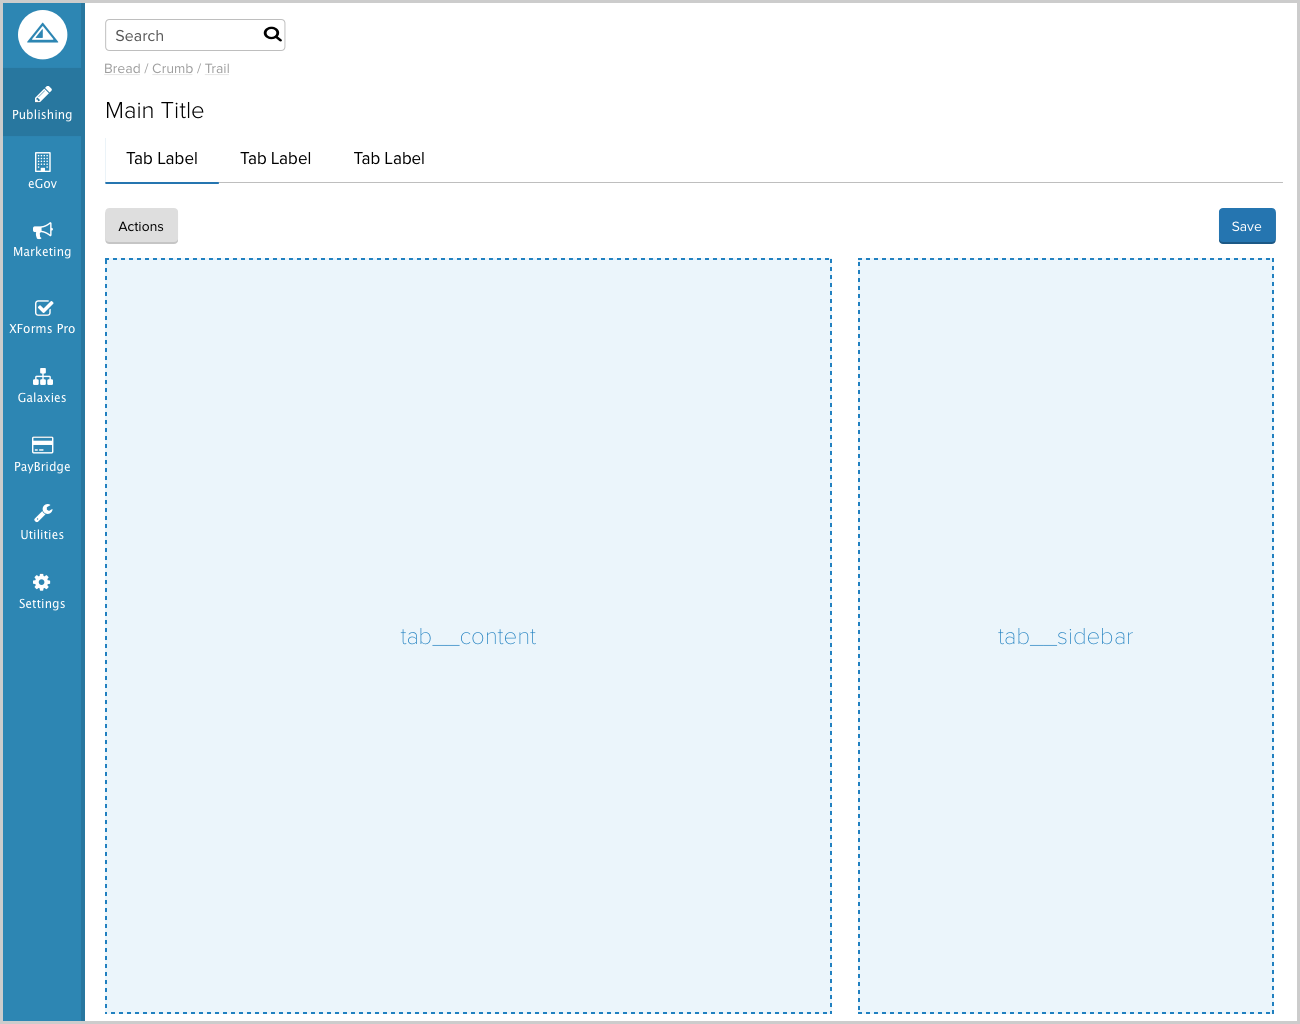 Search
Bread / Crumb / Trail
Main Title
Tab Label Tab Label Tab Label
Actions Save
Publishing
eGov
Marketing
XForms Pro
Galaxies
PayBridge
Utilities
Settings
tab__content
tab__sidebar